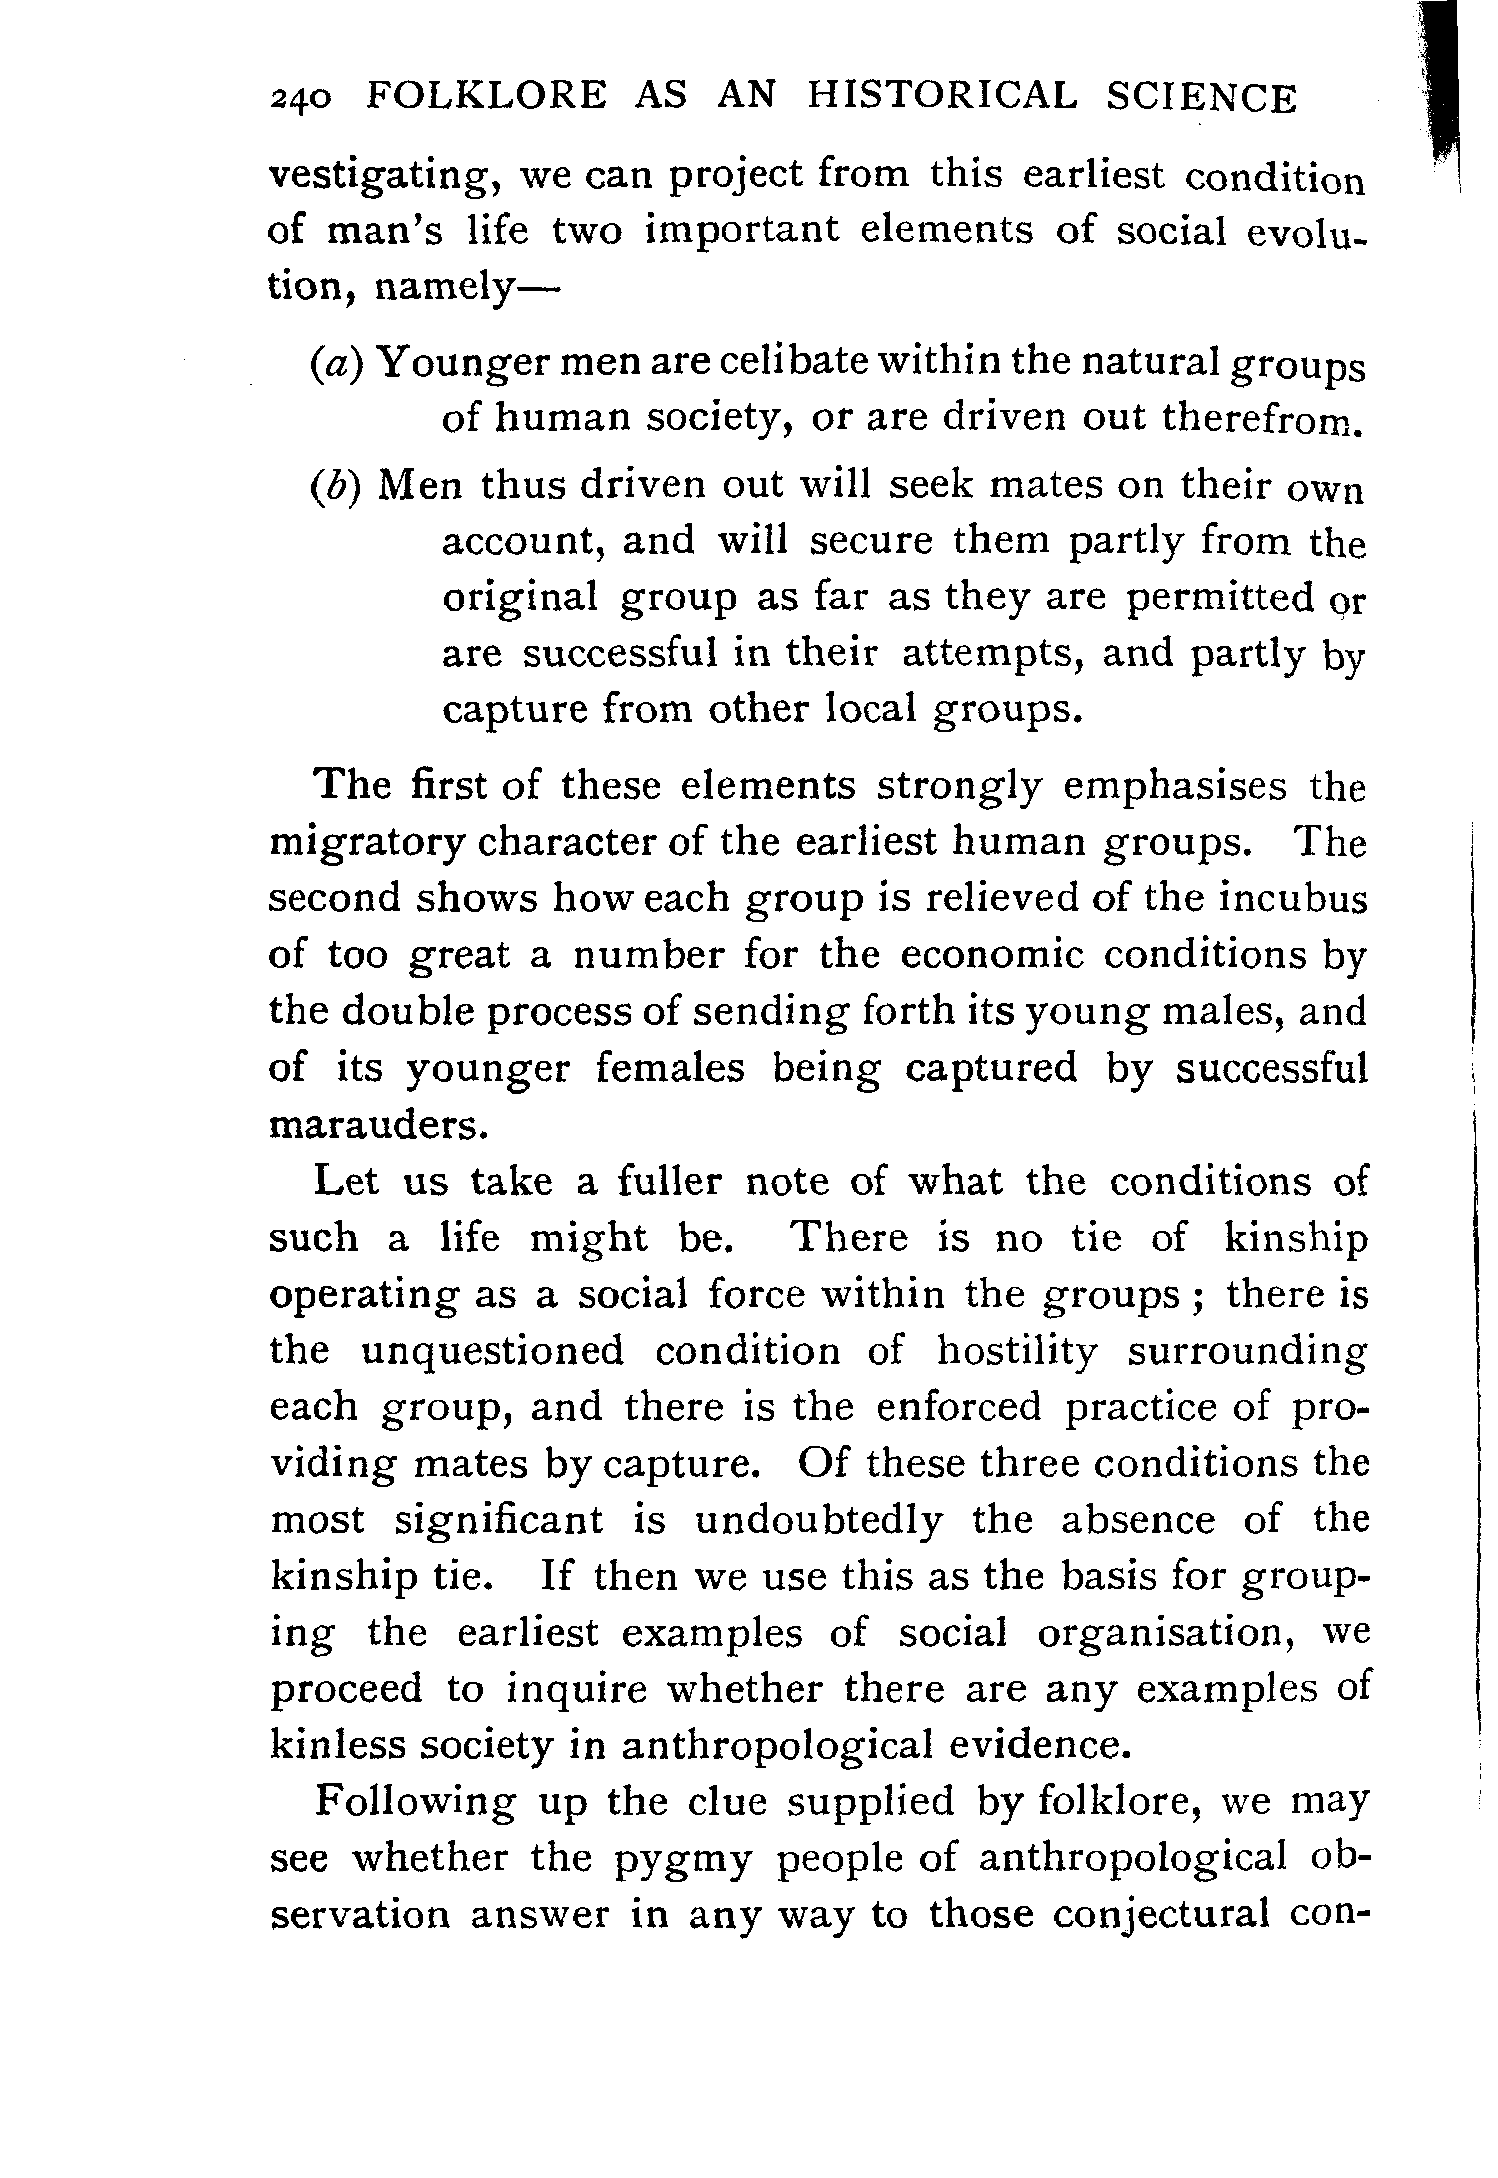 240 FOLKLORE AS AN HISTORICAL SCIENCE
vestigating, we can project from this earliest condition
of man's life two important elements of social evolu-
tion, namely—
(a) Younger men are celibate within the natural groups
of human society, or are driven out therefrom.
(b) Men thus driven out will seek mates on their own
account, and will secure them partly from the
original group as far as they are permitted or
are successful in their attempts, and partly by
capture from other local groups.
The first of these elements strongly emphasises the
migratory character of the earliest human groups. The
second shows how each group is relieved of the incubus
of too great a number for the economic conditions by
the double process of sending forth its young males, and
of its younger females being captured by successful
marauders.
Let us take a fuller note of what the conditions of
such a life might be. There is no tie of kinship
operating as a social force within the groups ; there is
the unquestioned condition of hostility surrounding
each group, and there is the enforced practice of pro-
viding mates by capture. Of these three conditions the
most significant is undoubtedly the absence of the
kinship tie. If then we use this as the basis for group-
ing the earliest examples of social organisation, we
proceed to inquire whether there are any examples of
kinless society in anthropological evidence.
Following up the clue supplied by folklore, we may
see whether the pygmy people of anthropological ob-
servation answer in any way to those conjectural con-